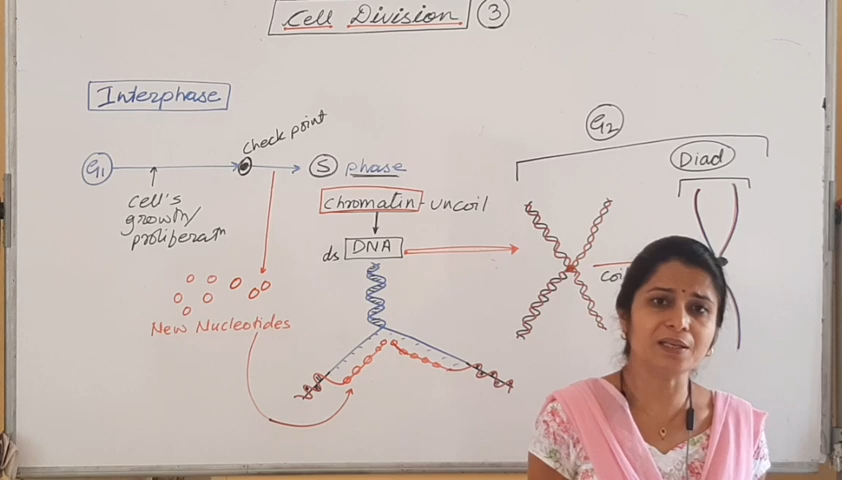 Cell Division 3
Interphase
G1
check point
S phase
cell's
growth/
proliferatn
chromatin - uncoil
ds DNA
New Nucleotides
G2
Diad